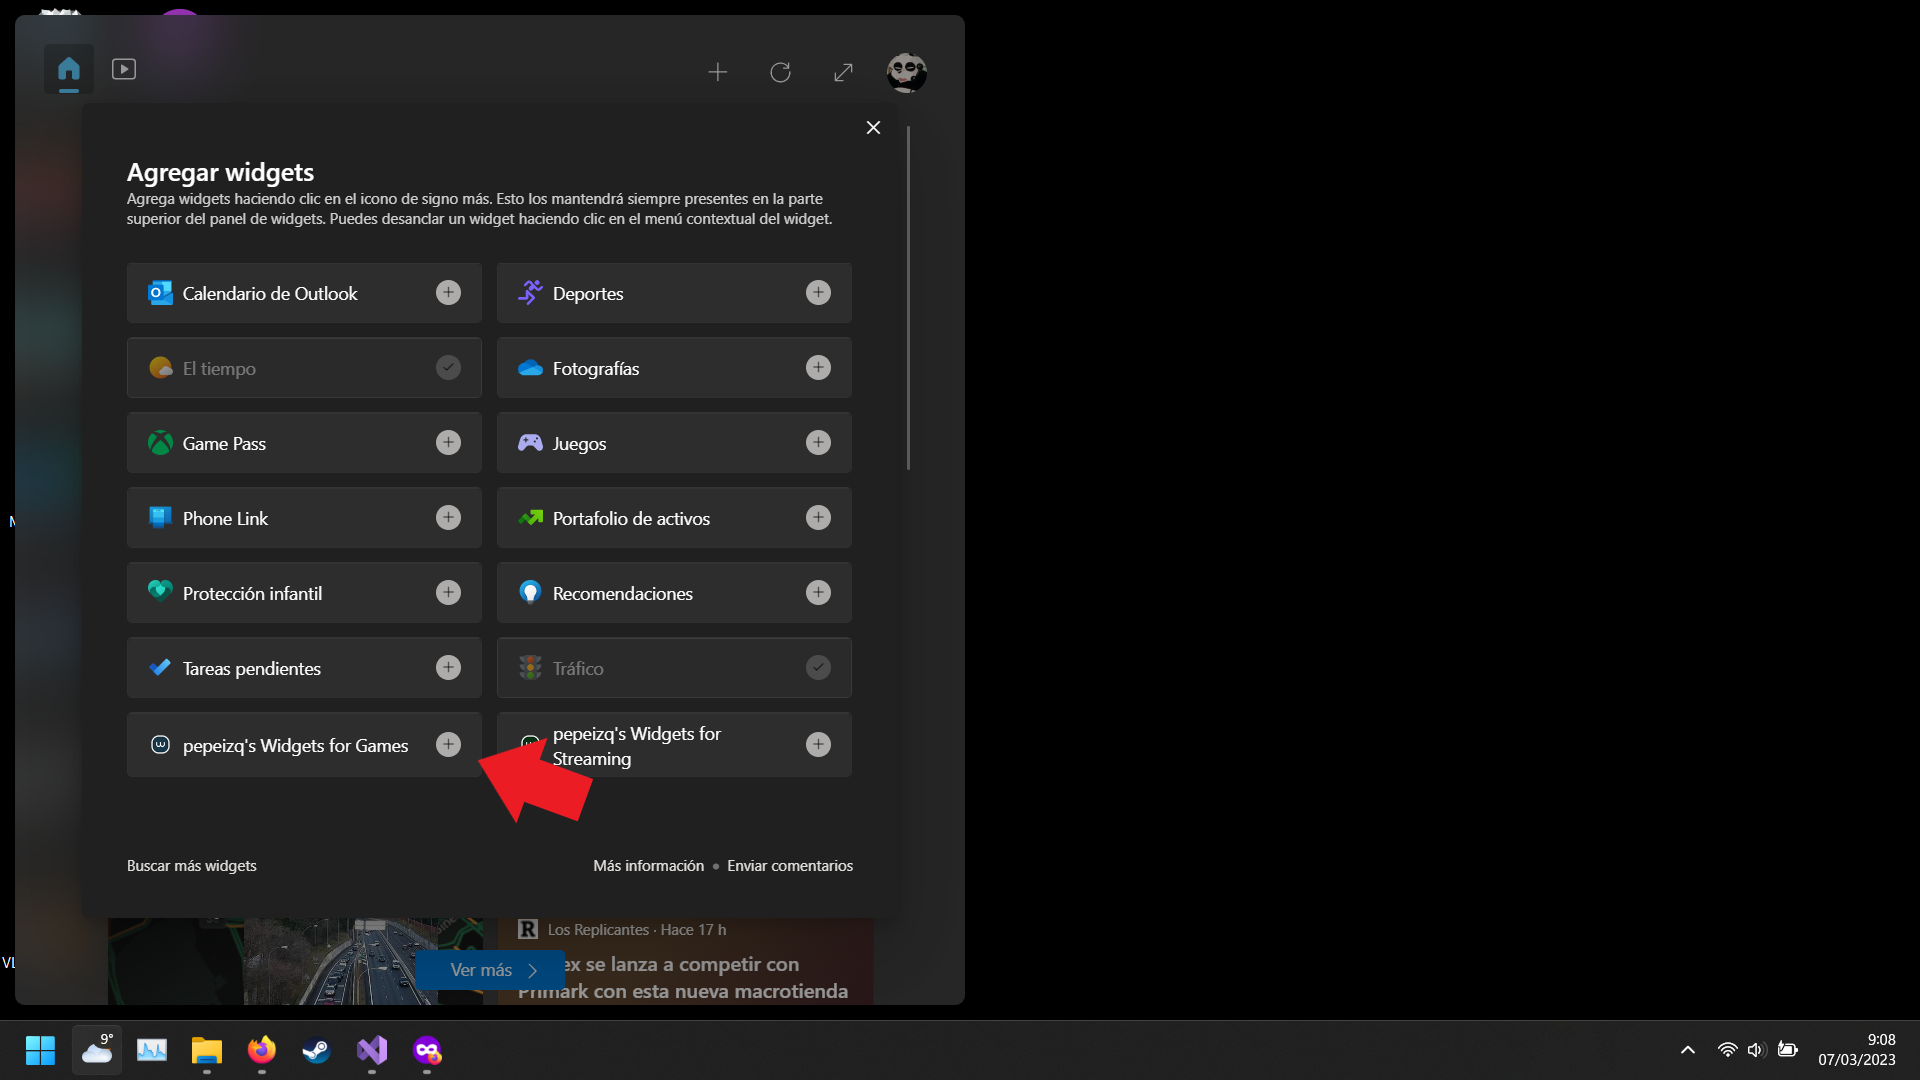 Agregar widgets
Agrega widgets haciendo clic en el icono de signo más. Esto los mantendrá siempre presentes en la parte
superior del panel de widgets. Puedes desanclar un widget haciendo clic en el menú contextual del widget.
Calendario de Outlook
Deportes
El tiempo
Fotografías
Game Pass
Juegos
Phone Link
Portafolio de activos
Protección infantil
Recomendaciones
Tareas pendientes
Tráfico
pepeizq's Widgets for Games
pepeizq's Widgets for
Streaming
Buscar más widgets
Más información • Enviar comentarios
R Los Replicantes · Hace 17 h
Ver más
se lanza a competir con
Primark con esta nueva macrotienda
9°
9:08
07/03/2023